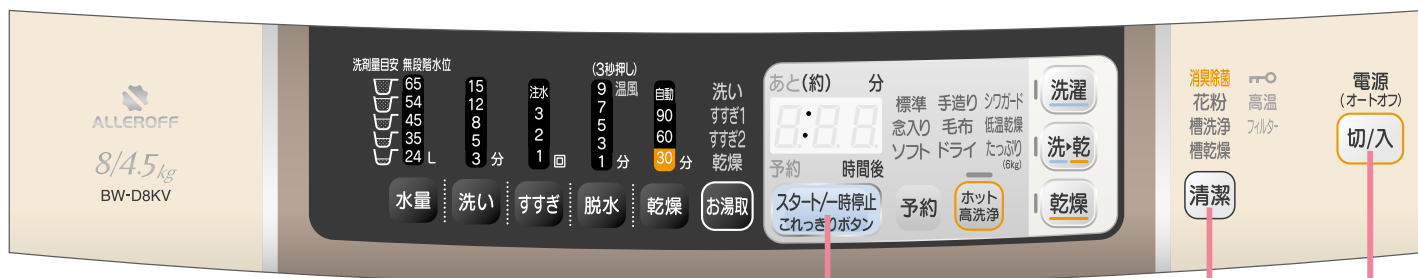 ALLEROFF
8/4.5kg
BW-D8KV
洗剤量目安 無段階水位
65
54
45
35
24 L
水量
15
12
8
5
3 分
洗い
注水
3
2
1 回
すすぎ
(3秒押し)
9 温風
7
5
3
1 分
脱水
自動
90
60
30 分
乾燥
洗い
すすぎ1
すすぎ2
乾燥
お湯取
あと(約) 分
8:88
予約 時間後
スタート/一時停止
これっきりボタン
標準 手造り シワガード
念入り 毛布 低温乾燥
ソフト ドライ たっぷり
(6kg)
予約
ホット
高洗浄
洗濯
洗・乾
乾燥
消臭除菌
花粉 高温
槽洗浄 フィルター
槽乾燥
清潔
電源
(オートオフ)
切/入